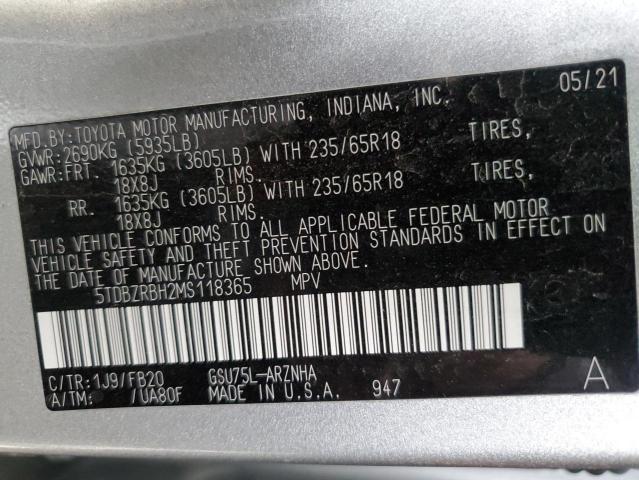 05/21
MFD.BY:TOYOTA MOTOR MANUFACTURING, INDIANA, INC.
GVWR:2690KG (5935LB)
GAWR:FRT. 1635KG (3605LB) WITH 235/65R18 TIRES,
18X8J RIMS.
RR. 1635KG (3605LB) WITH 235/65R18 TIRES,
18X8J RIMS.
THIS VEHICLE CONFORMS TO ALL APPLICABLE FEDERAL MOTOR
VEHICLE SAFETY AND THEFT PREVENTION STANDARDS IN EFFECT ON
THE DATE OF MANUFACTURE SHOWN ABOVE.
5TDBZRBH2MS118365 MPV
C/TR:1J9/FB20 GSU75L-ARZNHA
A/TM: /UA80F MADE IN U.S.A. 947 A